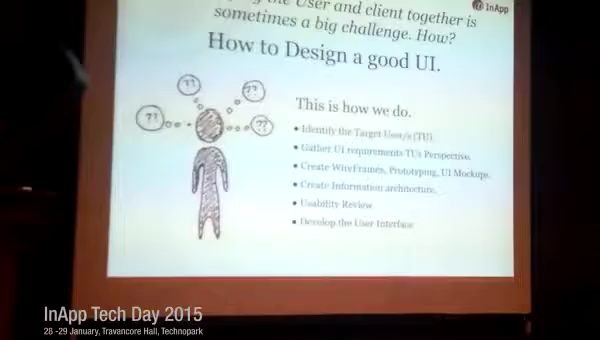 the User and client together is
InApp
sometimes a big challenge. How?
How to Design a good UI.
??
??
??
??
This is how we do.
• Identify the Target User/s (TU).
• Gather UI requirements TU's Perspective.
• Create WireFrames, Prototyping, UI Mockups.
• Create Information architecture.
• Usability Review
• Develop the User Interface
InApp Tech Day 2015
28 -29 January, Travancore Hall, Technopark